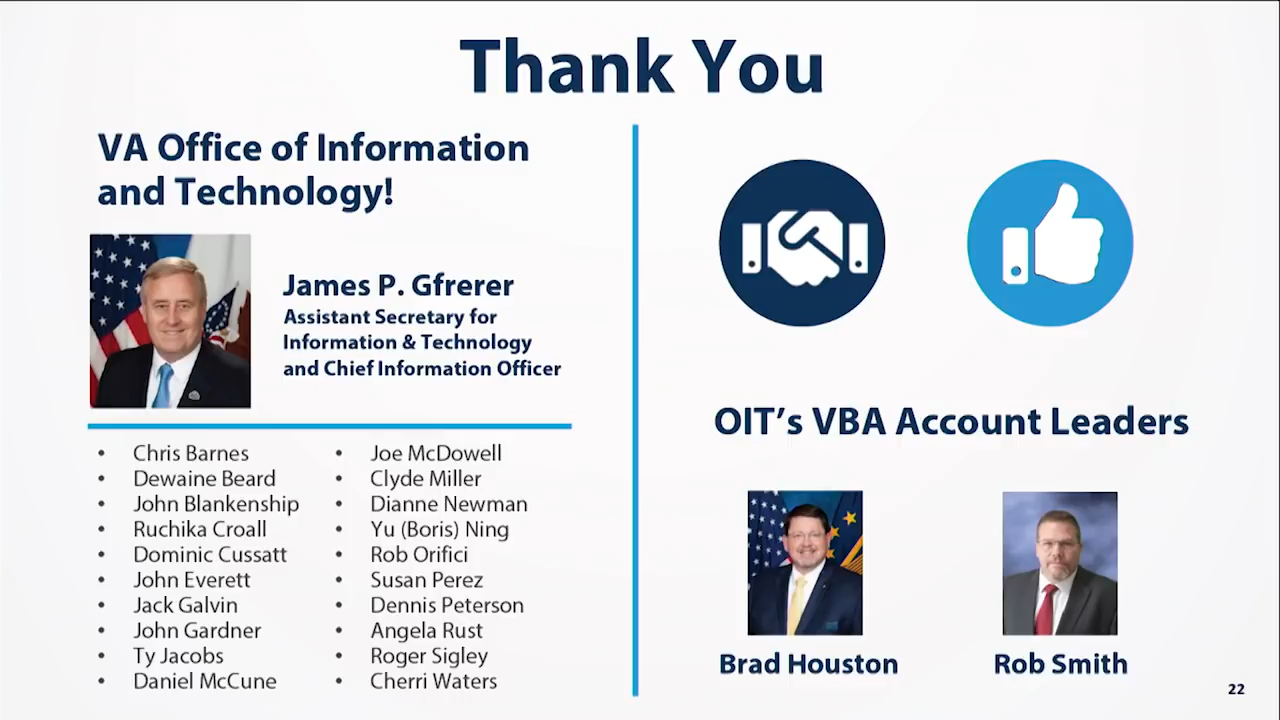 Thank You
VA Office of Information
and Technology!
James P. Gfrerer
Assistant Secretary for
Information & Technology
and Chief Information Officer
• Chris Barnes
• Dewaine Beard
• John Blankenship
• Ruchika Croall
• Dominic Cussatt
• John Everett
• Jack Galvin
• John Gardner
• Ty Jacobs
• Daniel McCune
• Joe McDowell
• Clyde Miller
• Dianne Newman
• Yu (Boris) Ning
• Rob Orifici
• Susan Perez
• Dennis Peterson
• Angela Rust
• Roger Sigley
• Cherri Waters
OIT’s VBA Account Leaders
Brad Houston
Rob Smith
22